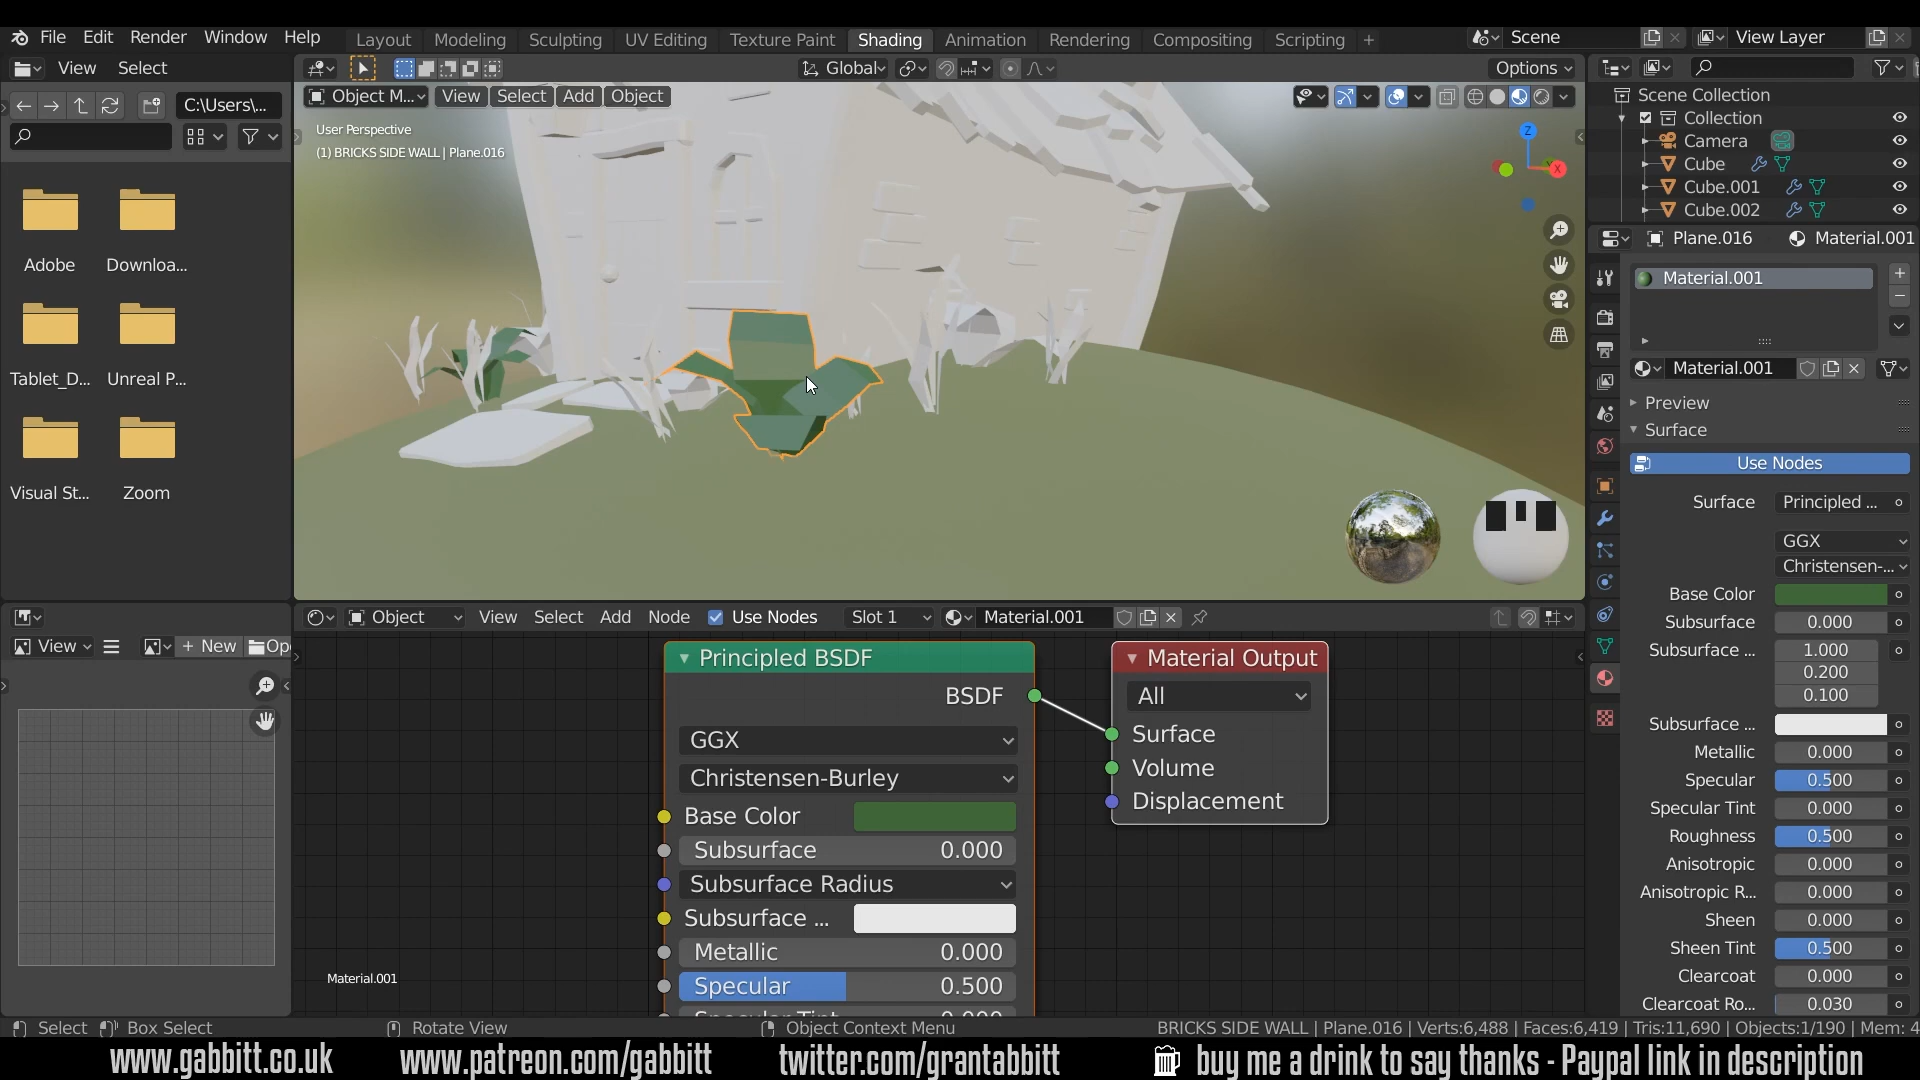 File Edit Render Window Help Layout Modeling Sculpting UV Editing Texture Paint Shading Animation Rendering Compositing Scripting + Scene View Layer
View Select Global Options
C:\Users\... Object M... View Select Add Object
User Perspective
(1) BRICKS SIDE WALL | Plane.016
Z
X
Adobe Downloa...
Tablet_D... Unreal P...
Visual St... Zoom
Scene Collection
Collection
Camera
Cube
Cube.001
Cube.002
Plane.016 Material.001
Material.001
Material.001
Preview
Surface
Use Nodes
Surface Principled ...
GGX
Christensen-...
Base Color
Subsurface 0.000
Subsurface ... 1.000
0.200
0.100
Subsurface ...
Metallic 0.000
Specular 0.500
Specular Tint 0.000
Roughness 0.500
Anisotropic 0.000
Anisotropic R... 0.000
Sheen 0.000
Sheen Tint 0.500
Clearcoat 0.000
Clearcoat Ro... 0.030
Object View Select Add Node Use Nodes Slot 1 Material.001
View + New Op
Principled BSDF
BSDF
GGX
Christensen-Burley
Base Color
Subsurface 0.000
Subsurface Radius
Subsurface ...
Metallic 0.000
Specular 0.500
Specular Tint 0.000
Material Output
All
Surface
Volume
Displacement
Material.001
Select Box Select Rotate View Object Context Menu BRICKS SIDE WALL | Plane.016 | Verts:6,488 | Faces:6,419 | Tris:11,690 | Objects:1/190 | Mem: 4
www.gabbitt.co.uk www.patreon.com/gabbitt twitter.com/grantabbitt buy me a drink to say thanks - Paypal link in description